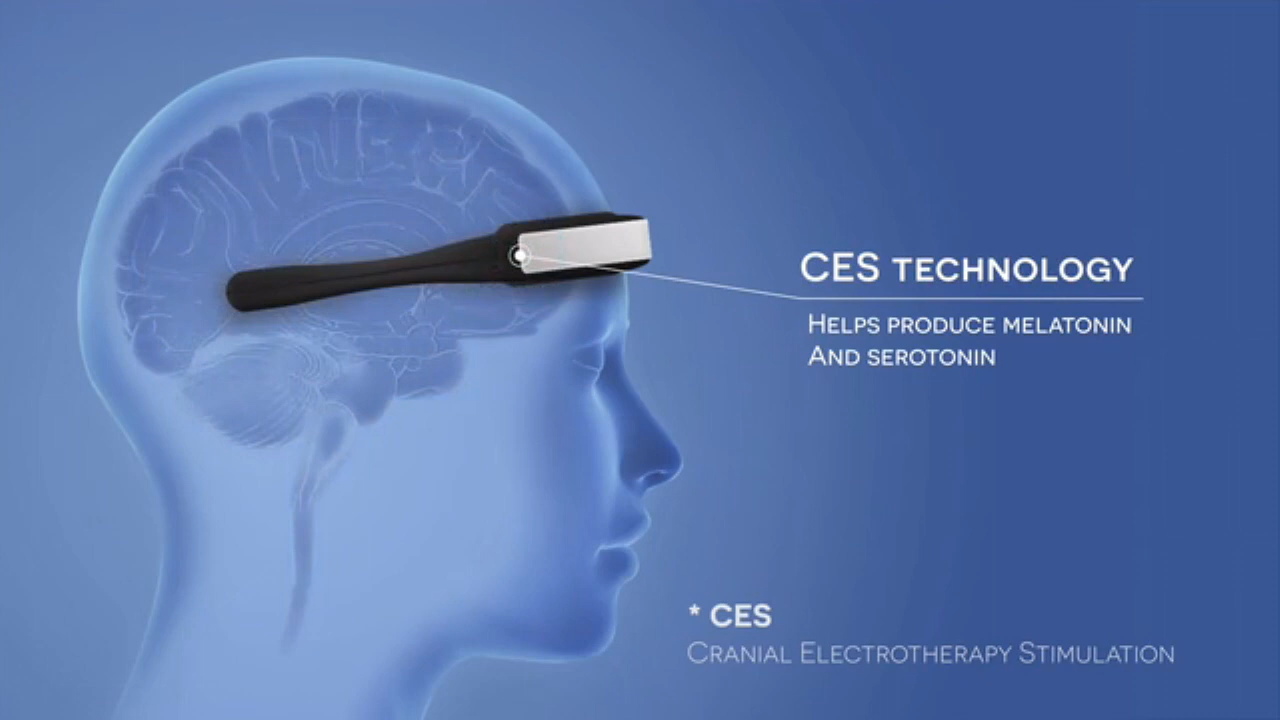 CES TECHNOLOGY
HELPS PRODUCE MELATONIN
AND SEROTONIN
* CES
CRANIAL ELECTROTHERAPY STIMULATION